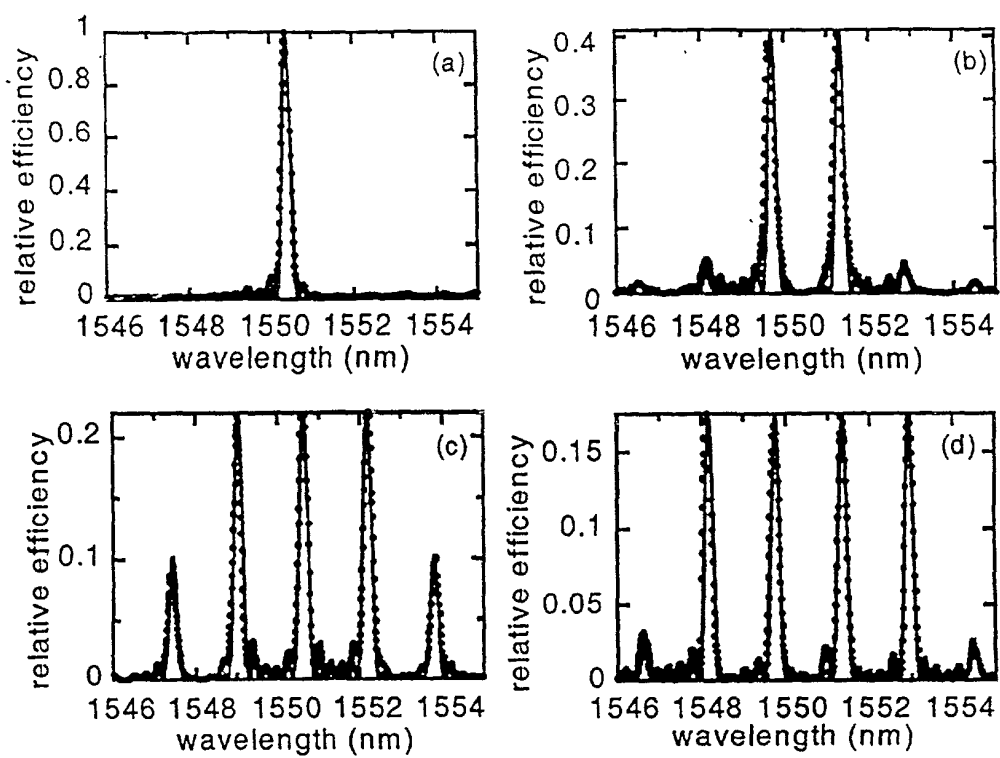 (a)
relative efficiency
1
0.8
0.6
0.4
0.2
0
1546 1548 1550 1552 1554
wavelength (nm)
(b)
relative efficiency
0.4
0.3
0.2
0.1
0
1546 1548 1550 1552 1554
wavelength (nm)
(c)
relative efficiency
0.2
0.1
0
1546 1548 1550 1552 1554
wavelength (nm)
(d)
relative efficiency
0.15
0.1
0.05
0
1546 1548 1550 1552 1554
wavelength (nm)